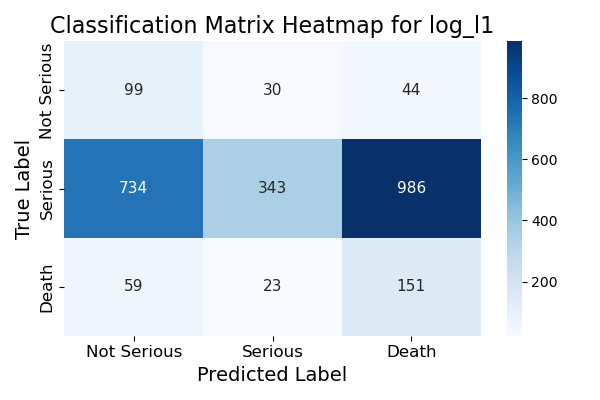 Classification Matrix Heatmap for log_l1
True Label
Not Serious
99 30 44
Serious
734 343 986
Death
59 23 151
Not Serious Serious Death
Predicted Label
800
600
400
200